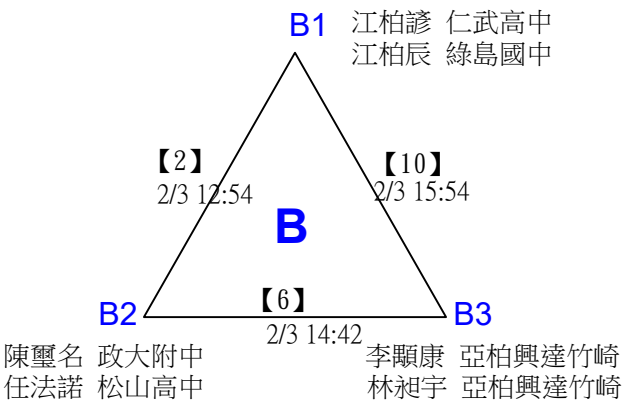 B1 江柏諺 仁武高中
江柏辰 綠島國中
【2】 【10】
2/3 12:54 2/3 15:54
B
【6】
B2 B3
2/3 14:42
陳璽名 政大附中 李顒康 亞柏興達竹崎
任法諾 松山高中 林昶宇 亞柏興達竹崎